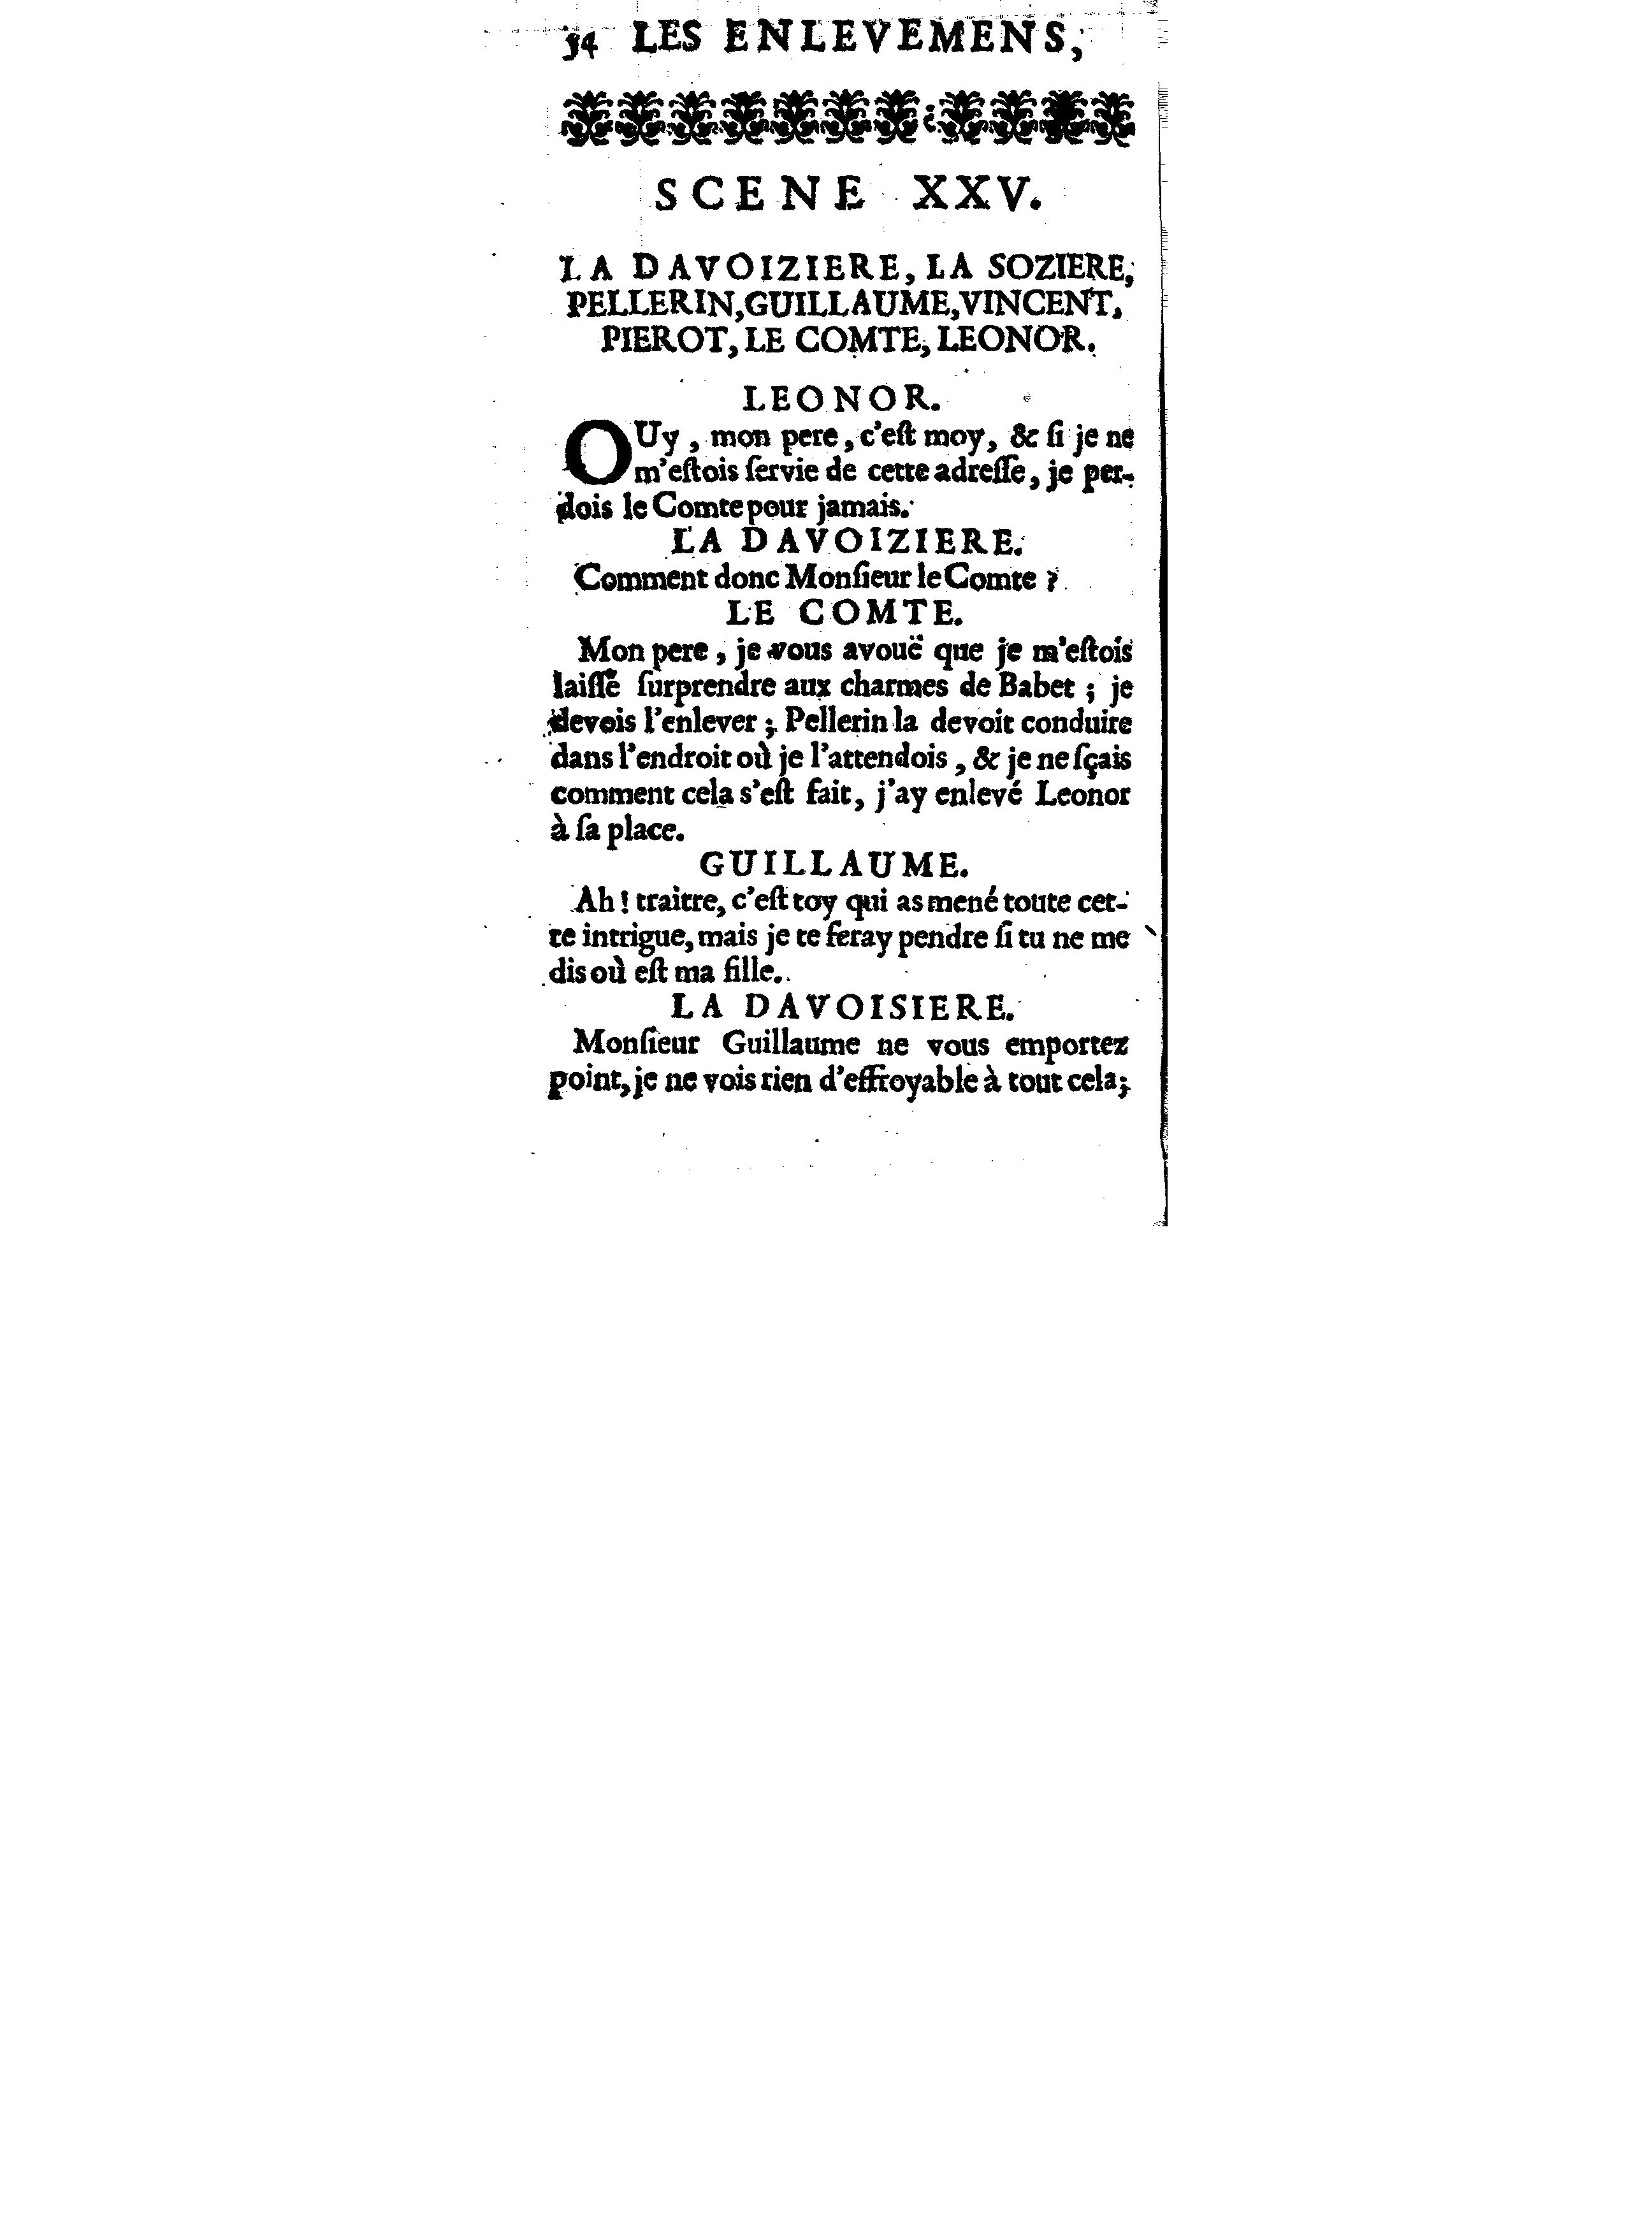 54 LES ENLEVEMENS,
SCENE XXV.
LA DAVOIZIERE, LA SOZIERE,
PELLERIN, GUILLAUME, VINCENT,
PIEROT, LE COMTE, LEONOR.
LEONOR.
OUy, mon pere, c'eſt moy, & ſi je ne
m'eſtois ſervie de cette adreſſe, je per-
dois le Comte pour jamais.
LA DAVOIZIERE.
Comment donc Monſieur le Comte ?
LE COMTE.
Mon pere, je vous avouë que je m'eſtois
laiſſé ſurprendre aux charmes de Babet ; je
devois l'enlever ; Pellerin la devoit conduire
dans l'endroit où je l'attendois, & je ne ſçais
comment cela s'eſt fait, j'ay enlevé Leonor
à ſa place.
GUILLAUME.
Ah ! traitre, c'eſt toy qui as mené toute cet-
te intrigue, mais je te feray pendre ſi tu ne me
dis où eſt ma fille.
LA DAVOISIERE.
Monſieur Guillaume ne vous emportez
point, je ne vois rien d'effroyable à tout cela ;